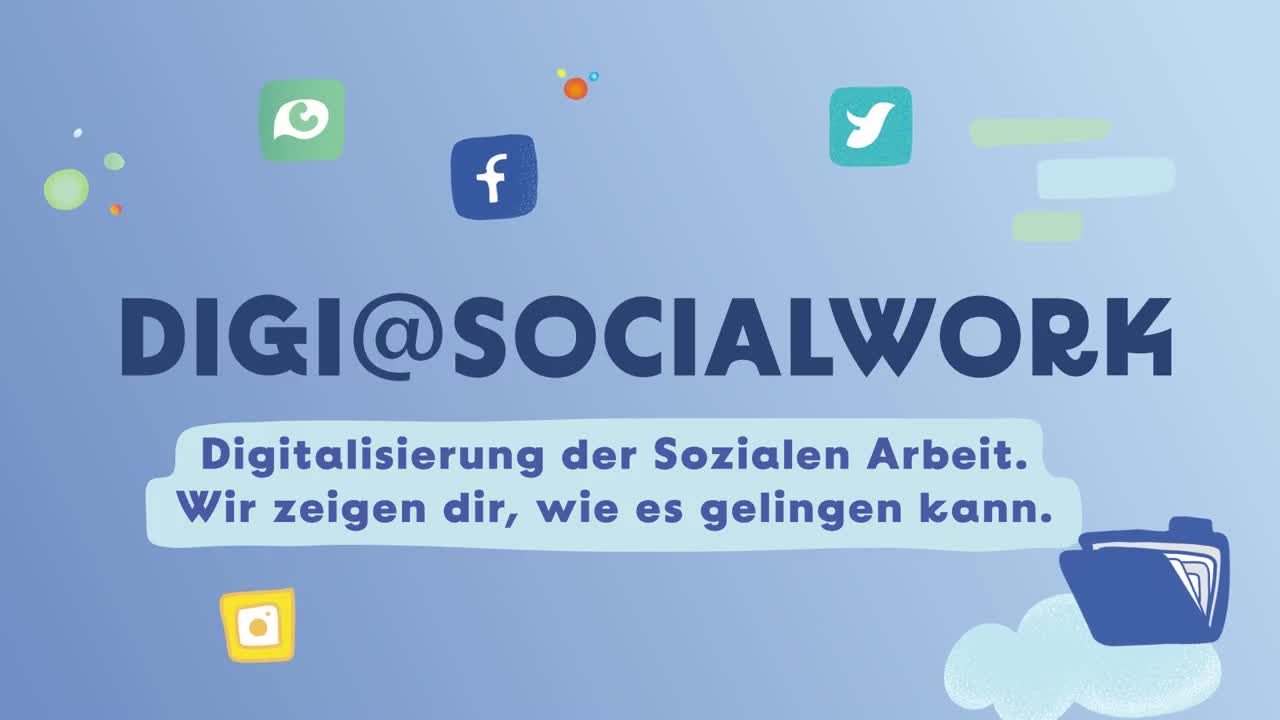 f
DIGI@SOCIALWORK
Digitalisierung der Sozialen Arbeit.
Wir zeigen dir, wie es gelingen kann.